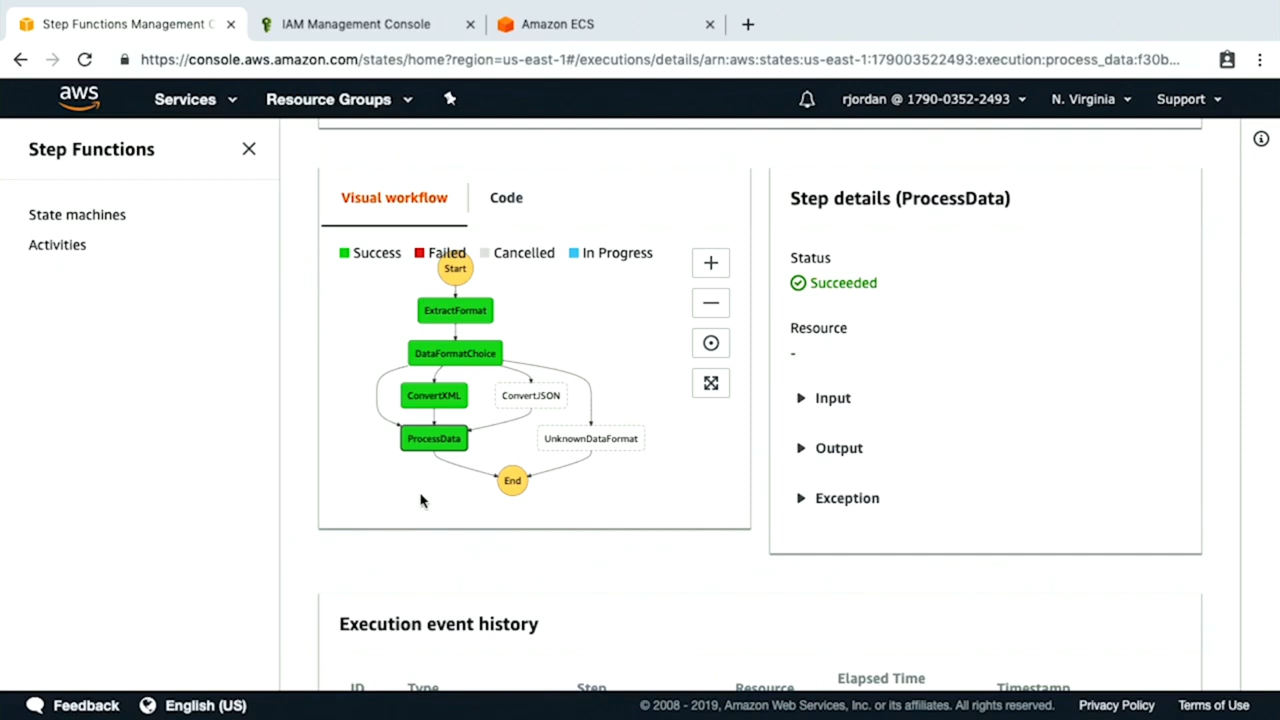 Step Functions Management C
IAM Management Console
Amazon ECS
https://console.aws.amazon.com/states/home?region=us-east-1#/executions/details/arn:aws:states:us-east-1:179003522493:execution:process_data:f30b...
aws
Services
Resource Groups
rjordan @ 1790-0352-2493
N. Virginia
Support
Step Functions
State machines
Activities
Visual workflow
Code
Success
Failed
Cancelled
In Progress
Start
ExtractFormat
DataFormatChoice
ConvertXML
ConvertJSON
ProcessData
UnknownDataFormat
End
Step details (ProcessData)
Status
Succeeded
Resource
-
Input
Output
Exception
Execution event history
ID
Type
Step
Resource
Elapsed Time
Timestamp
Feedback
English (US)
© 2008 - 2019, Amazon Web Services, Inc. or its affiliates. All rights reserved.
Privacy Policy
Terms of Use